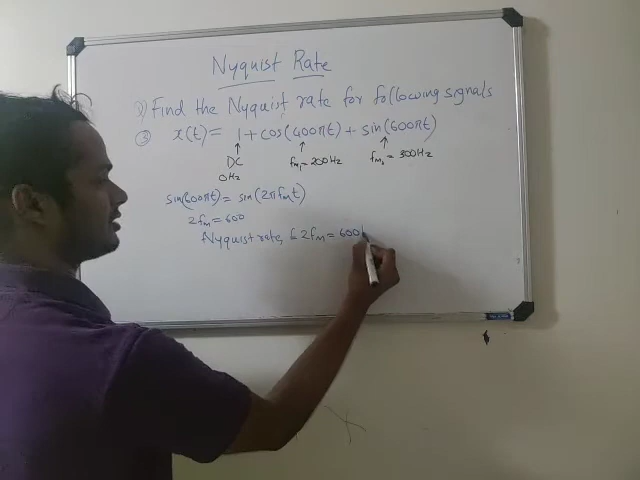 Nyquist Rate
Find the Nyquist rate for following signals
x(t) = 1 + cos(400πt) + sin(600πt)
DC
0Hz
fm₁ = 200Hz
fm₂ = 300Hz
sin(600πt) = sin(2πfmt)
2fm = 600
Nyquist rate, 2fm = 600